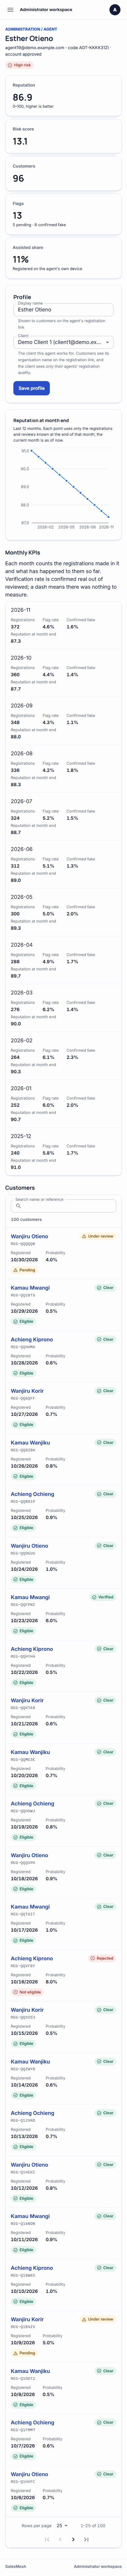 Administrator workspace
A
ADMINISTRATION / AGENT
Esther Otieno
account approved
High risk
Reputation
86.9
0-100, higher is better
Risk score
13.1
Customers
96
Flags
13
5 pending · 6 confirmed fake
Assisted share
11%
Registered on the agent's own device
Profile
Display name
Esther Otieno
Shown to customers on the agent's registration
link.
Client
Demo Client 1 (client1@demo.ex...
The client this agent works for. Customers see its
organisation name on the registration link, and
the client sees only their agents' registration
quality.
Save profile
Reputation at month end
Last 12 months. Each point uses only the registrations
and reviews known at the end of that month; the
current month is as of now.
91.0
90.0
89.0
88.0
87.0
2026-02 2026-05 2026-08 2026-11
Monthly KPIs
Each month counts the registrations made in it
and what has happened to them so far.
Verification rate is confirmed real out of
reviewed; a dash means there was nothing to
measure.
2026-11
Registrations Flag rate Confirmed fake
372 4.6% 1.6%
Reputation at month end
87.3
2026-10
Registrations Flag rate Confirmed fake
360 4.4% 1.4%
Reputation at month end
87.7
2026-09
Registrations Flag rate Confirmed fake
348 4.3% 1.1%
Reputation at month end
88.0
2026-08
Registrations Flag rate Confirmed fake
336 4.2% 1.8%
Reputation at month end
88.3
2026-07
Registrations Flag rate Confirmed fake
324 5.2% 1.5%
Reputation at month end
88.7
2026-06
Registrations Flag rate Confirmed fake
312 5.1% 1.3%
Reputation at month end
89.0
2026-05
Registrations Flag rate Confirmed fake
300 5.0% 2.0%
Reputation at month end
89.3
2026-04
Registrations Flag rate Confirmed fake
288 4.9% 1.7%
Reputation at month end
89.7
2026-03
Registrations Flag rate Confirmed fake
276 6.2% 1.4%
Reputation at month end
90.0
2026-02
Registrations Flag rate Confirmed fake
264 6.1% 2.3%
Reputation at month end
90.3
2026-01
Registrations Flag rate Confirmed fake
252 6.0% 2.0%
Reputation at month end
90.7
2025-12
Registrations Flag rate Confirmed fake
240 5.8% 1.7%
Reputation at month end
91.0
Customers
Search name or reference
100 customers
Wanjiru Otieno Under review
Registered Probability
10/30/2026 4.0%
Pending
Kamau Mwangi Clear
Registered Probability
10/29/2026 0.5%
Eligible
Achieng Kiprono Clear
Registered Probability
10/28/2026 0.6%
Eligible
Wanjiru Korir Clear
Registered Probability
10/27/2026 0.7%
Eligible
Kamau Wanjiku Clear
Registered Probability
10/26/2026 0.8%
Eligible
Achieng Ochieng Clear
Registered Probability
10/25/2026 0.9%
Eligible
Wanjiru Otieno Clear
Registered Probability
10/24/2026 1.0%
Eligible
Kamau Mwangi Verified
Registered Probability
10/23/2026 6.0%
Eligible
Achieng Kiprono Clear
Registered Probability
10/22/2026 0.5%
Eligible
Wanjiru Korir Clear
Registered Probability
10/21/2026 0.6%
Eligible
Kamau Wanjiku Clear
Registered Probability
10/20/2026 0.7%
Eligible
Achieng Ochieng Clear
Registered Probability
10/19/2026 0.8%
Eligible
Wanjiru Otieno Clear
Registered Probability
10/18/2026 0.9%
Eligible
Kamau Mwangi Clear
Registered Probability
10/17/2026 1.0%
Eligible
Achieng Kiprono Rejected
Registered Probability
10/16/2026 8.0%
Not eligible
Wanjiru Korir Clear
Registered Probability
10/15/2026 0.5%
Eligible
Kamau Wanjiku Clear
Registered Probability
10/14/2026 0.6%
Eligible
Achieng Ochieng Clear
Registered Probability
10/13/2026 0.7%
Eligible
Wanjiru Otieno Clear
Registered Probability
10/12/2026 0.8%
Eligible
Kamau Mwangi Clear
Registered Probability
10/11/2026 0.9%
Eligible
Achieng Kiprono Clear
Registered Probability
10/10/2026 1.0%
Eligible
Wanjiru Korir Under review
Registered Probability
10/9/2026 5.0%
Pending
Kamau Wanjiku Clear
Registered Probability
10/8/2026 0.5%
Eligible
Achieng Ochieng Clear
Registered Probability
10/7/2026 0.6%
Eligible
Wanjiru Otieno Clear
Registered Probability
10/6/2026 0.7%
Eligible
Rows per page 25 1–25 of 100
SalesMesh Administrator workspace